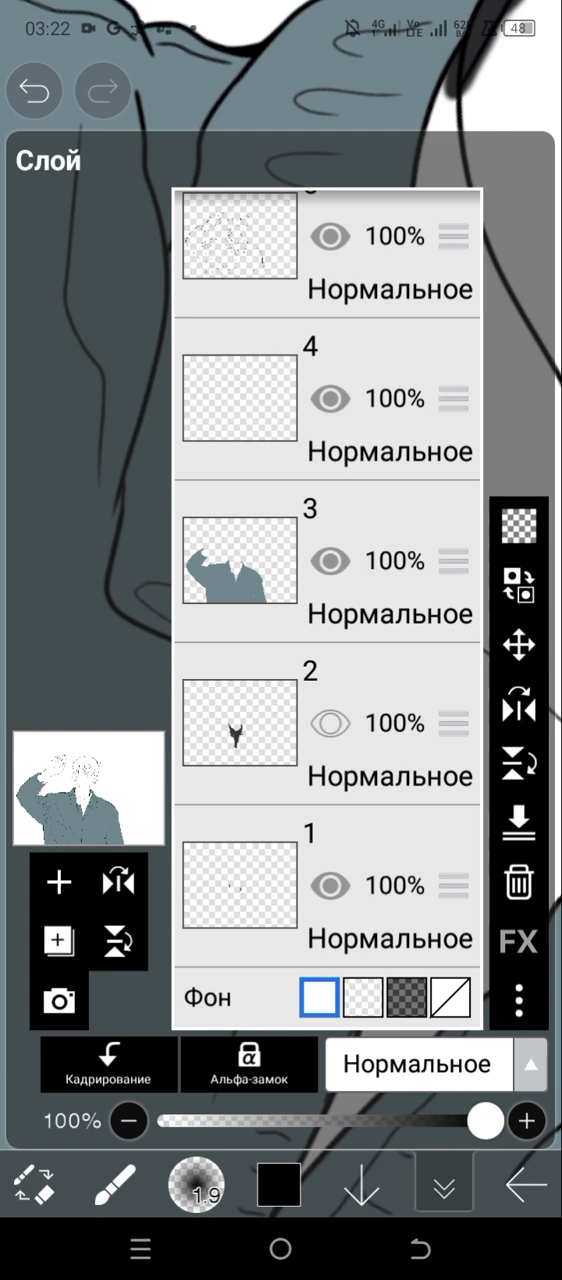 03:22
4G
Vo
LTE
48
Слой
100%
Нормальное
4
100%
Нормальное
3
100%
Нормальное
2
100%
Нормальное
1
100%
Нормальное
Фон
FX
Кадрирование
α
Альфа-замок
Нормальное
100%
1.9